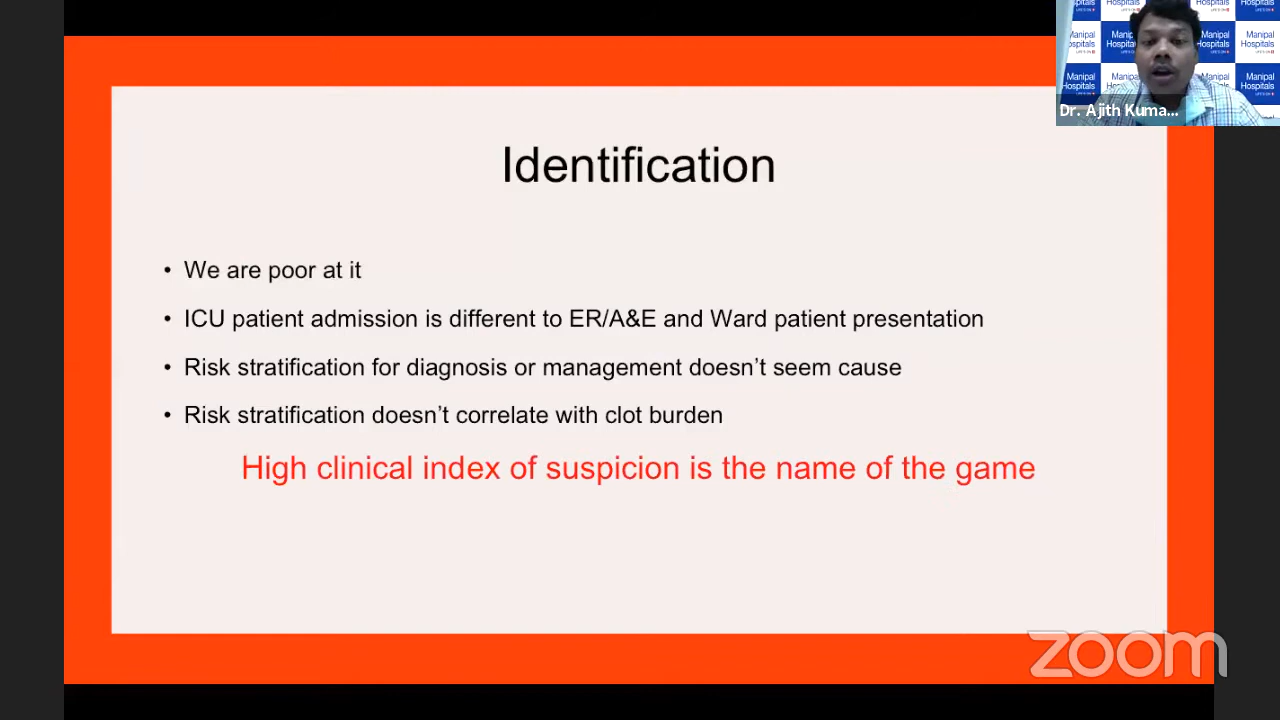 Identification
• We are poor at it
• ICU patient admission is different to ER/A&E and Ward patient presentation
• Risk stratification for diagnosis or management doesn’t seem cause
• Risk stratification doesn’t correlate with clot burden
High clinical index of suspicion is the name of the game
Manipal
Hospitals
Dr. Ajith Kuma...
zoom